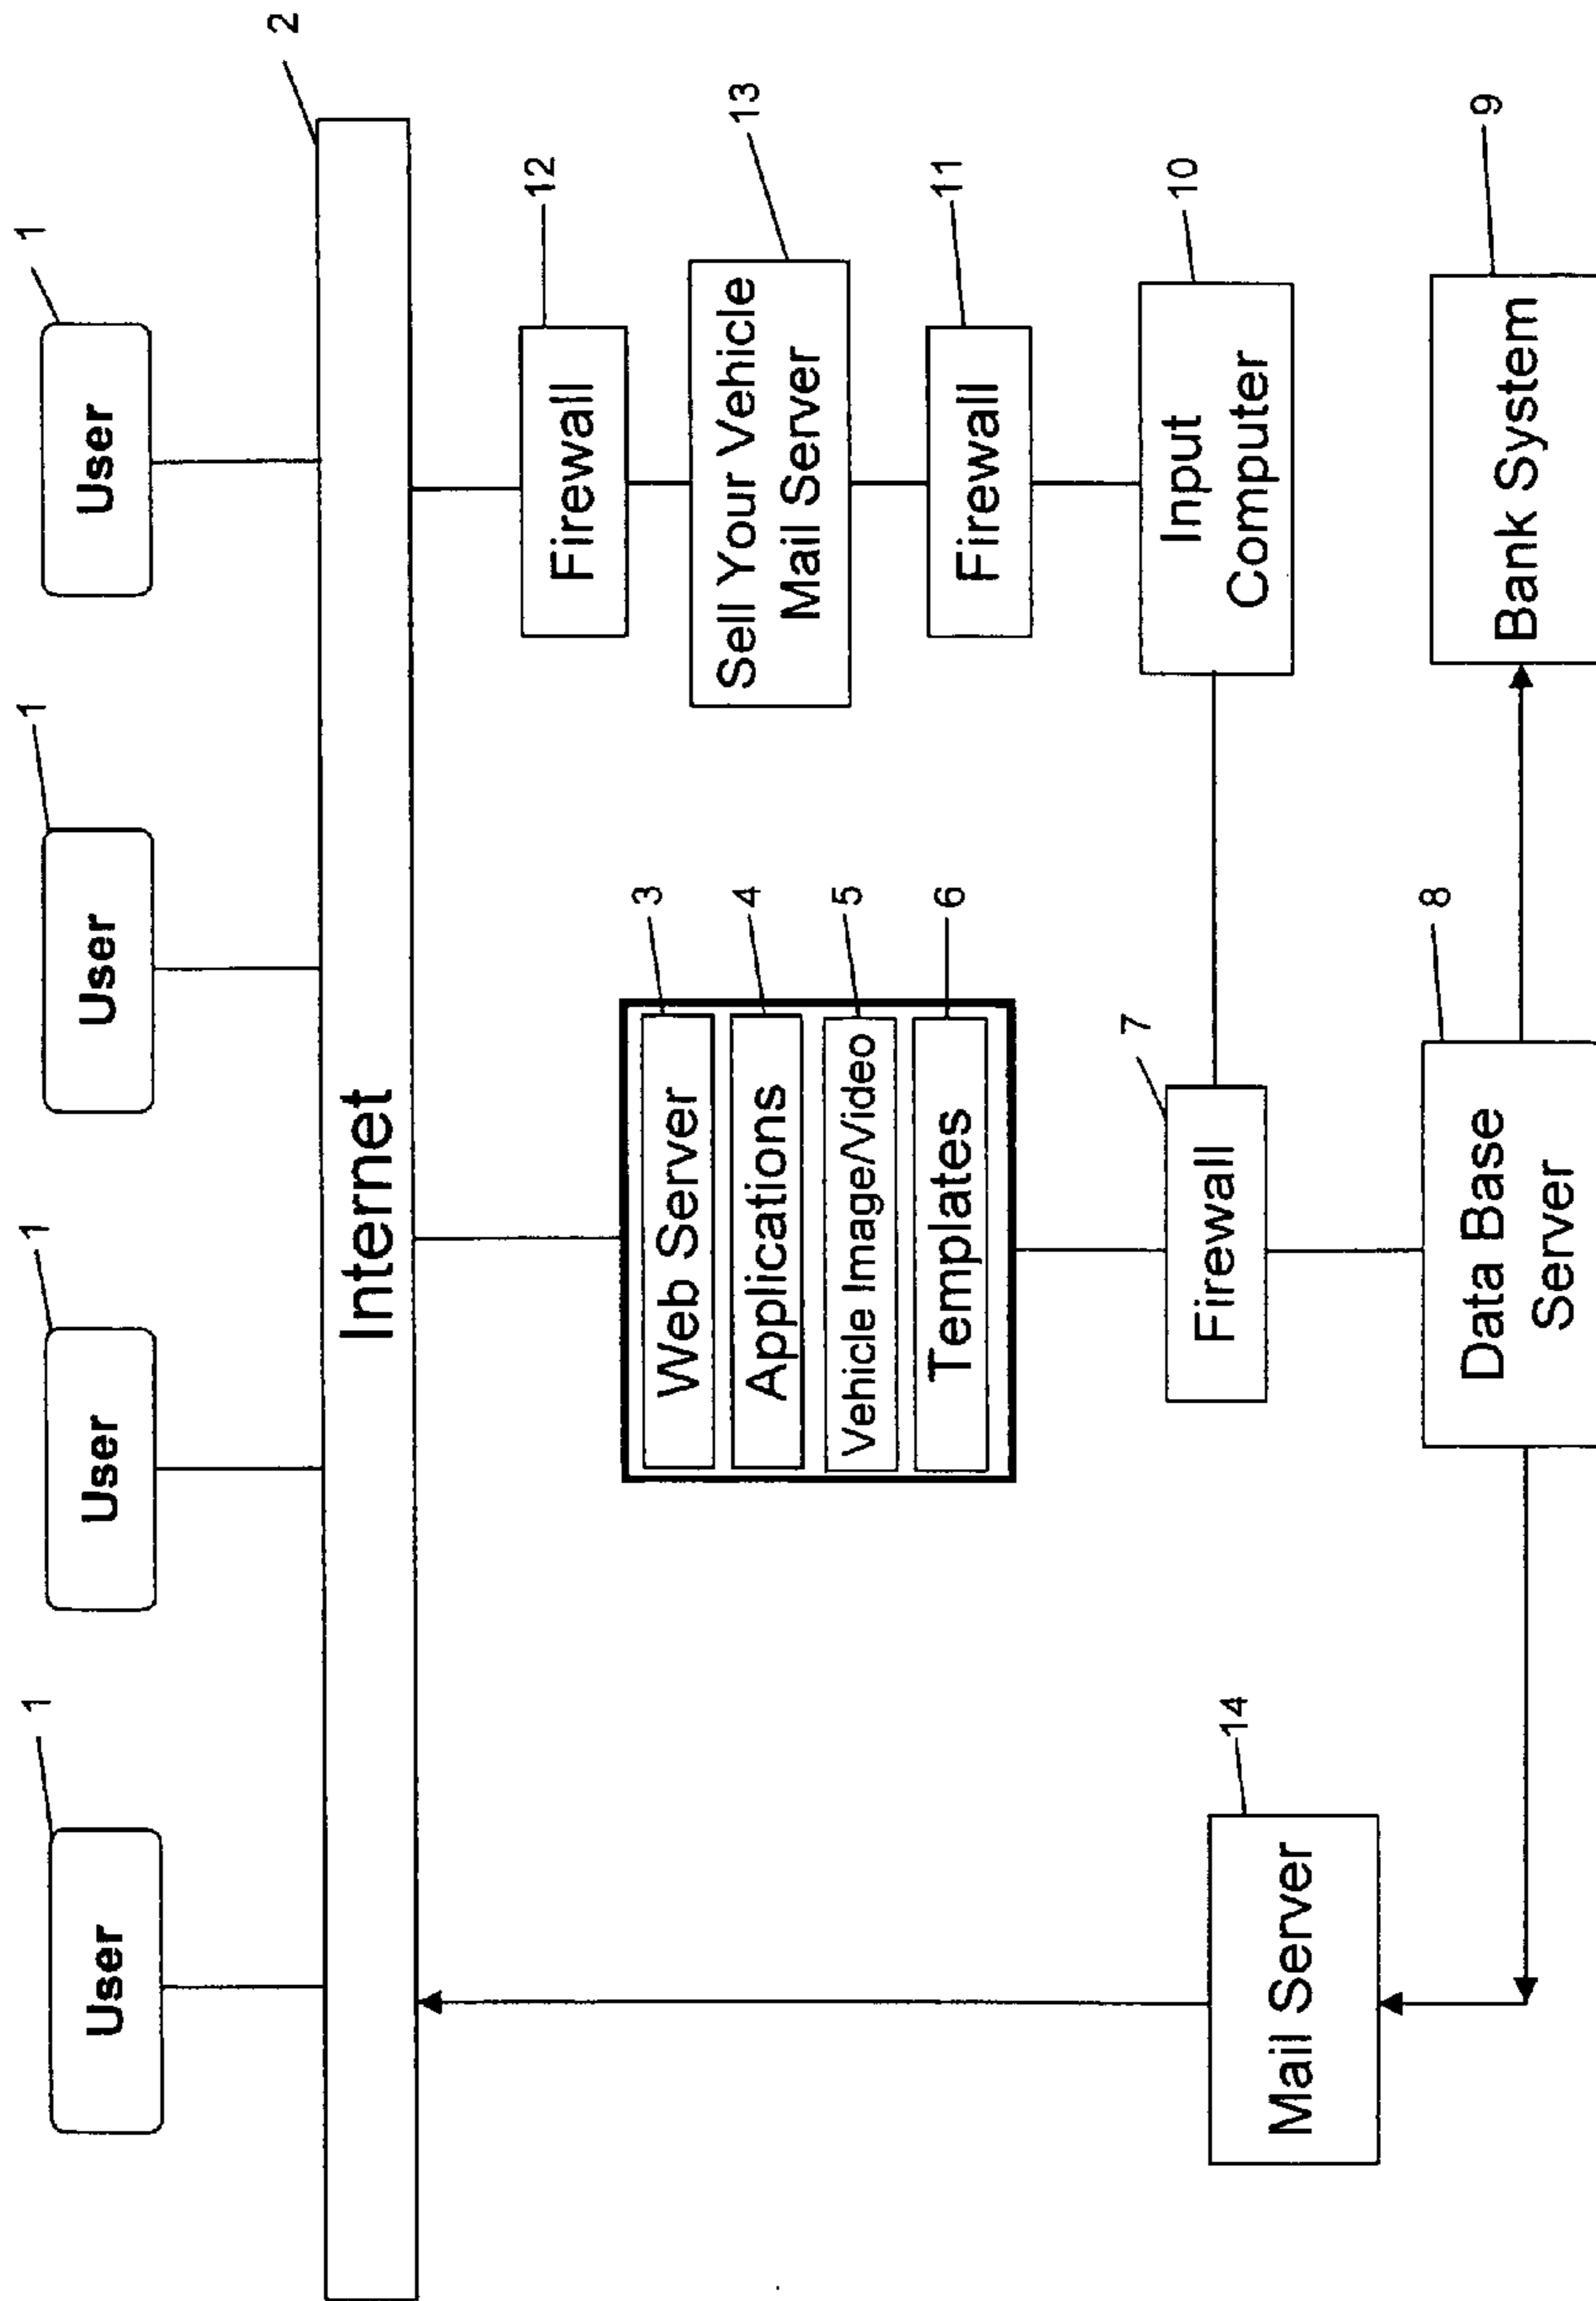 1
1
1
1
User
User
User
User
2
Internet
12
Firewall
3
Web Server
13
Sell Your Vehicle
Mail Server
4
Applications
5
Vehicle Image/Video
6
Templates
11
Firewall
14
Mail Server
7
Firewall
10
Input
Computer
8
Data Base
Server
9
Bank System